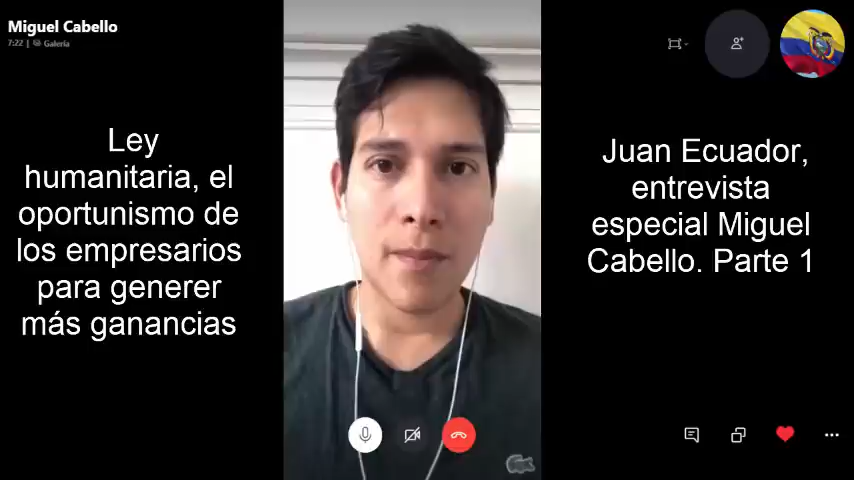 Miguel Cabello
7:22 | Galería
Ley
humanitaria, el
oportunismo de
los empresarios
para generer
más ganancias
Juan Ecuador,
entrevista
especial Miguel
Cabello. Parte 1